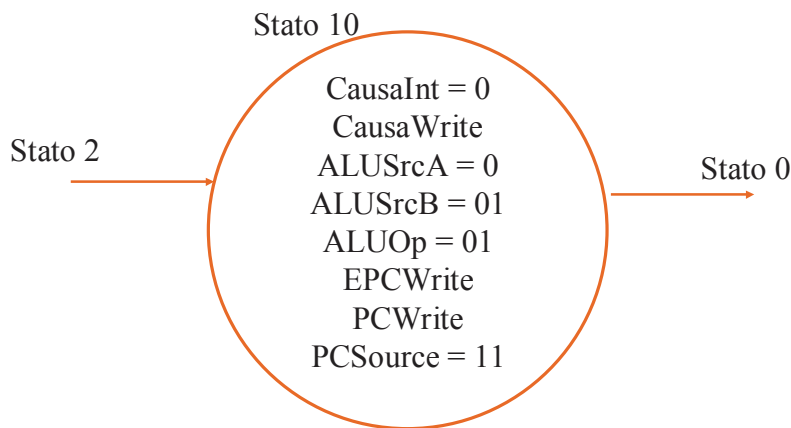 Stato 10
CausaInt = 0
CausaWrite
Stato 2
ALUSrcA = 0
Stato 0
ALUSrcB = 01
ALUOp = 01
EPCWrite
PCWrite
PCSource = 11